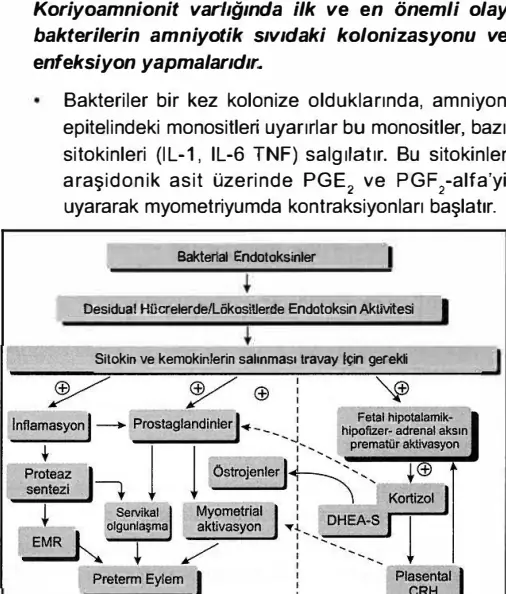 Koriyoamnionit varlığında ilk ve en önemli olay
bakterilerin amniyotik sıvıdaki kolonizasyonu ve
enfeksiyon yapmalarıdır.
• Bakteriler bir kez kolonize olduklarında, amniyon
epitelindeki monositleri uyarırlar bu monositler, bazı
sitokinleri (IL-1, IL-6 TNF) salgılatır. Bu sitokinler
araşidonik asit üzerinde PGE₂ ve PGF₂-alfa'yi
uyararak myometriyumda kontraksiyonları başlatır.
Bakterial Endotoksinler
Desidual Hücrelerde/Lökositlerde Endotoksin Aktivitesi
Sitokin ve kemokinlerin salınması travay için gerekli
⊕ ⊕ ⊕ ⊕
İnflamasyon
Prostaglandinler
Fetal hipotalamik-
hipofizer- adrenal aksın
prematür aktivasyon
⊕
Proteaz
sentezi
Östrojenler
Kortizol
DHEA-S
Servikal
olgunlaşma
Myometrial
aktivasyon
EMR
Preterm Eylem
Plasental
CRH